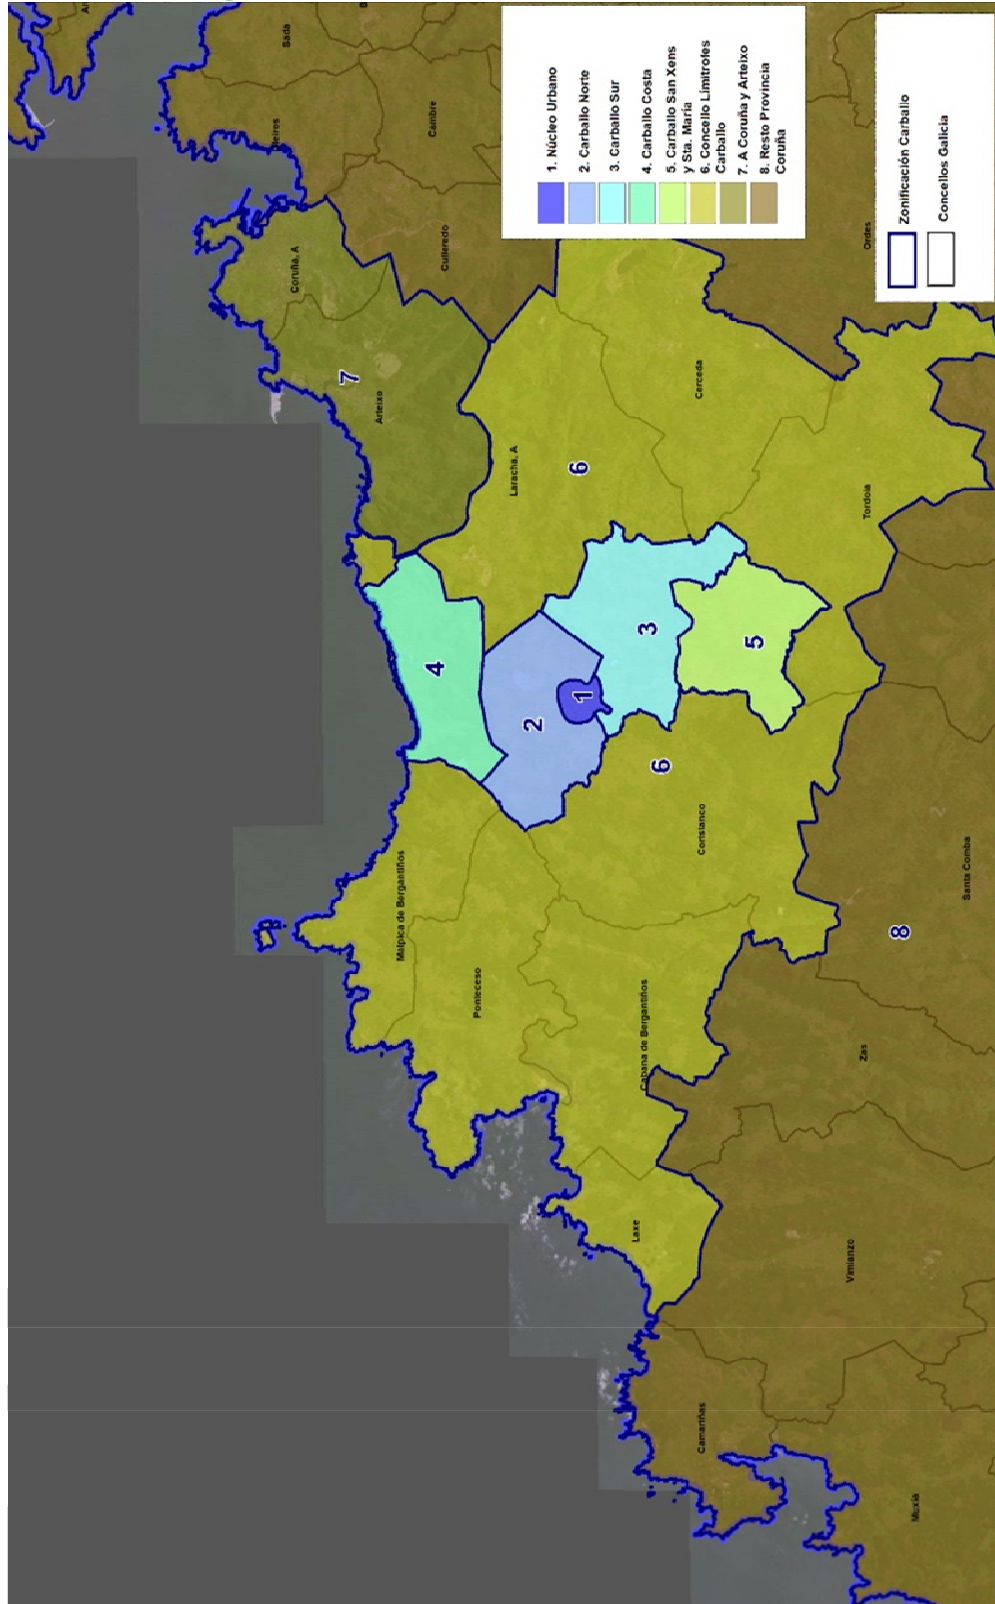 1. Núcleo Urbano
2. Carballo Norte
3. Carballo Sur
4. Carballo Costa
5. Carballo San Xens
y Sta. María
6. Concello Limítrofes
Carballo
7. A Coruña y Arteixo
8. Resto Provincia
Coruña
Zonificación Carballo
Concellos Galicia
Sada
Cambre
Oleiros
Culleredo
Coruña, A
7
Arteixo
Laracha, A
6
Cerceda
Ordes
Tordoia
4
2
1
3
5
6
Coristanco
Malpica de Bergantiños
Ponteceso
Cabana de Bergantiños
Santa Comba
8
Zas
Laxe
Vimianzo
Camariñas
Muxía